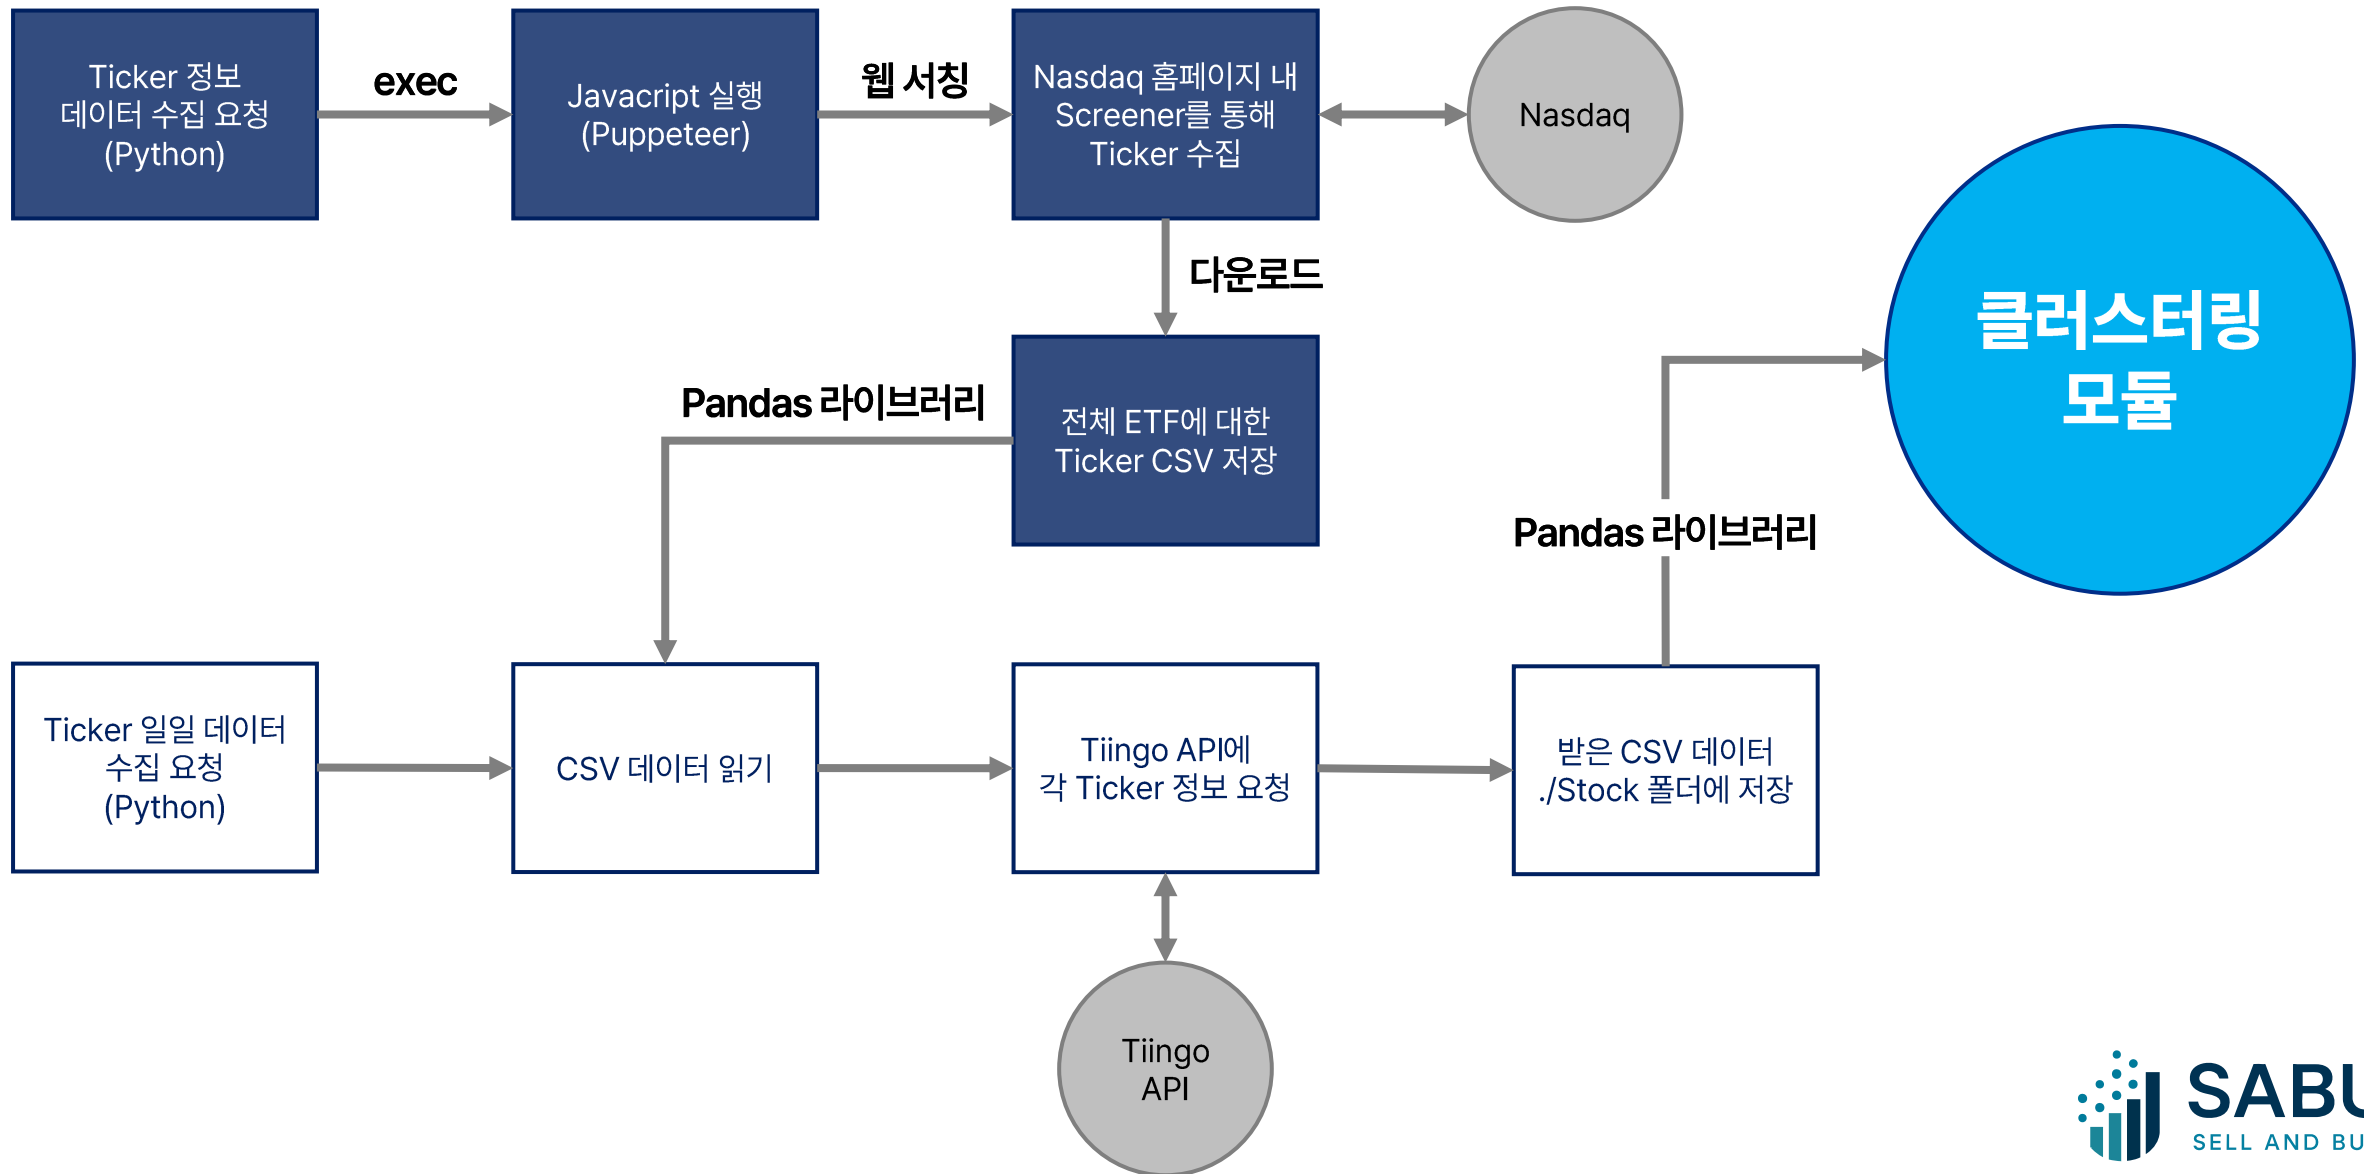 Ticker 정보
데이터 수집 요청
(Python)
exec
Javacript 실행
(Puppeteer)
웹 서칭
Nasdaq 홈페이지 내
Screener를 통해
Ticker 수집
Nasdaq
다운로드
전체 ETF에 대한
Ticker CSV 저장
Pandas 라이브러리
클러스터링
모듈
Pandas 라이브러리
Ticker 일일 데이터
수집 요청
(Python)
CSV 데이터 읽기
Tiingo API에
각 Ticker 정보 요청
받은 CSV 데이터
./Stock 폴더에 저장
Tiingo
API
SABU
SELL AND BU